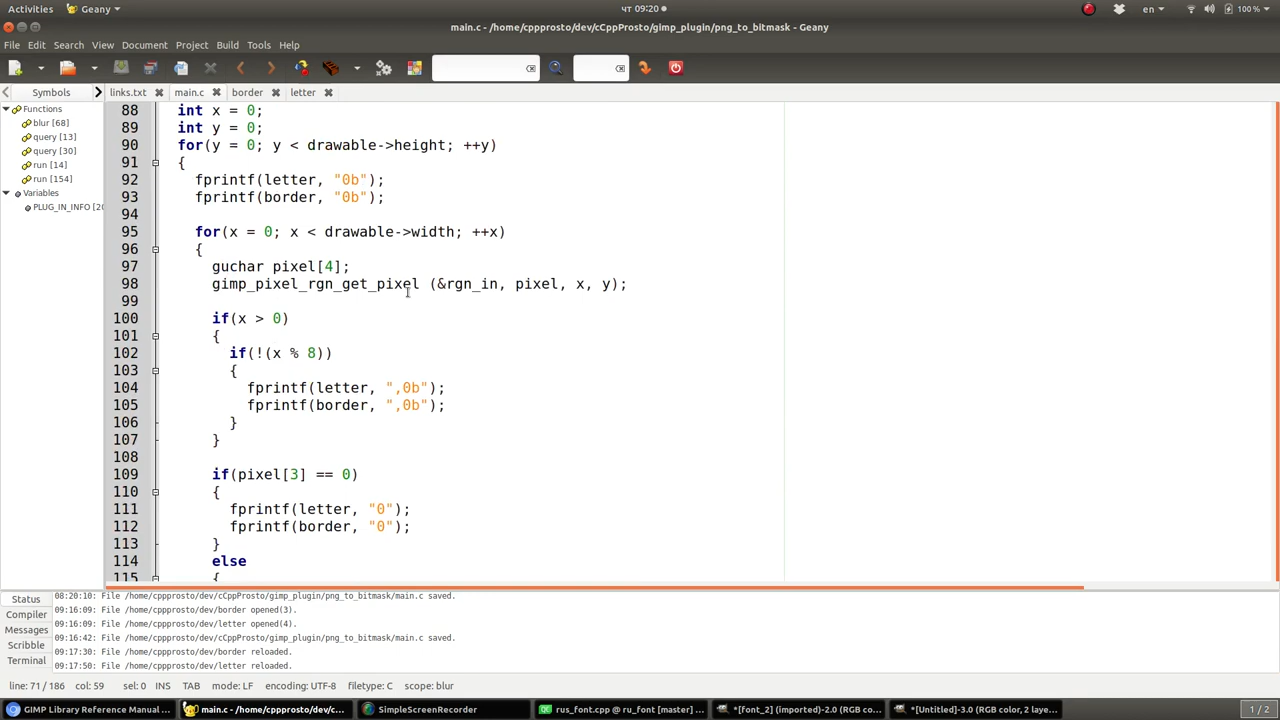 Activities
Geany
чт 09:20
en
100 %
main.c - /home/cppprosto/dev/cCppProsto/gimp_plugin/png_to_bitmask - Geany
File Edit Search View Document Project Build Tools Help
Symbols
links.txt main.c border letter
Functions
blur [68]
query [13]
query [30]
run [14]
run [154]
Variables
PLUG_IN_INFO [20
88 int x = 0;
89 int y = 0;
90 for(y = 0; y < drawable->height; ++y)
91 {
92 fprintf(letter, "0b");
93 fprintf(border, "0b");
94
95 for(x = 0; x < drawable->width; ++x)
96 {
97 guchar pixel[4];
98 gimp_pixel_rgn_get_pixel (&rgn_in, pixel, x, y);
99
100 if(x > 0)
101 {
102 if(!(x % 8))
103 {
104 fprintf(letter, ",0b");
105 fprintf(border, ",0b");
106 }
107 }
108
109 if(pixel[3] == 0)
110 {
111 fprintf(letter, "0");
112 fprintf(border, "0");
113 }
114 else
115 {
Status
Compiler
Messages
Scribble
Terminal
08:20:10: File /home/cppprosto/dev/cCppProsto/gimp_plugin/png_to_bitmask/main.c saved.
09:16:09: File /home/cppprosto/dev/border opened(3).
09:16:09: File /home/cppprosto/dev/letter opened(4).
09:16:42: File /home/cppprosto/dev/cCppProsto/gimp_plugin/png_to_bitmask/main.c saved.
09:17:30: File /home/cppprosto/dev/border reloaded.
09:17:50: File /home/cppprosto/dev/letter reloaded.
line: 71 / 186 col: 59 sel: 0 INS TAB mode: LF encoding: UTF-8 filetype: C scope: blur
GIMP Library Reference Manual ...
main.c - /home/cppprosto/dev/c...
SimpleScreenRecorder
rus_font.cpp @ ru_font [master] ...
*[font_2] (imported)-2.0 (RGB co...
*[Untitled]-3.0 (RGB color, 2 laye...
1 / 2